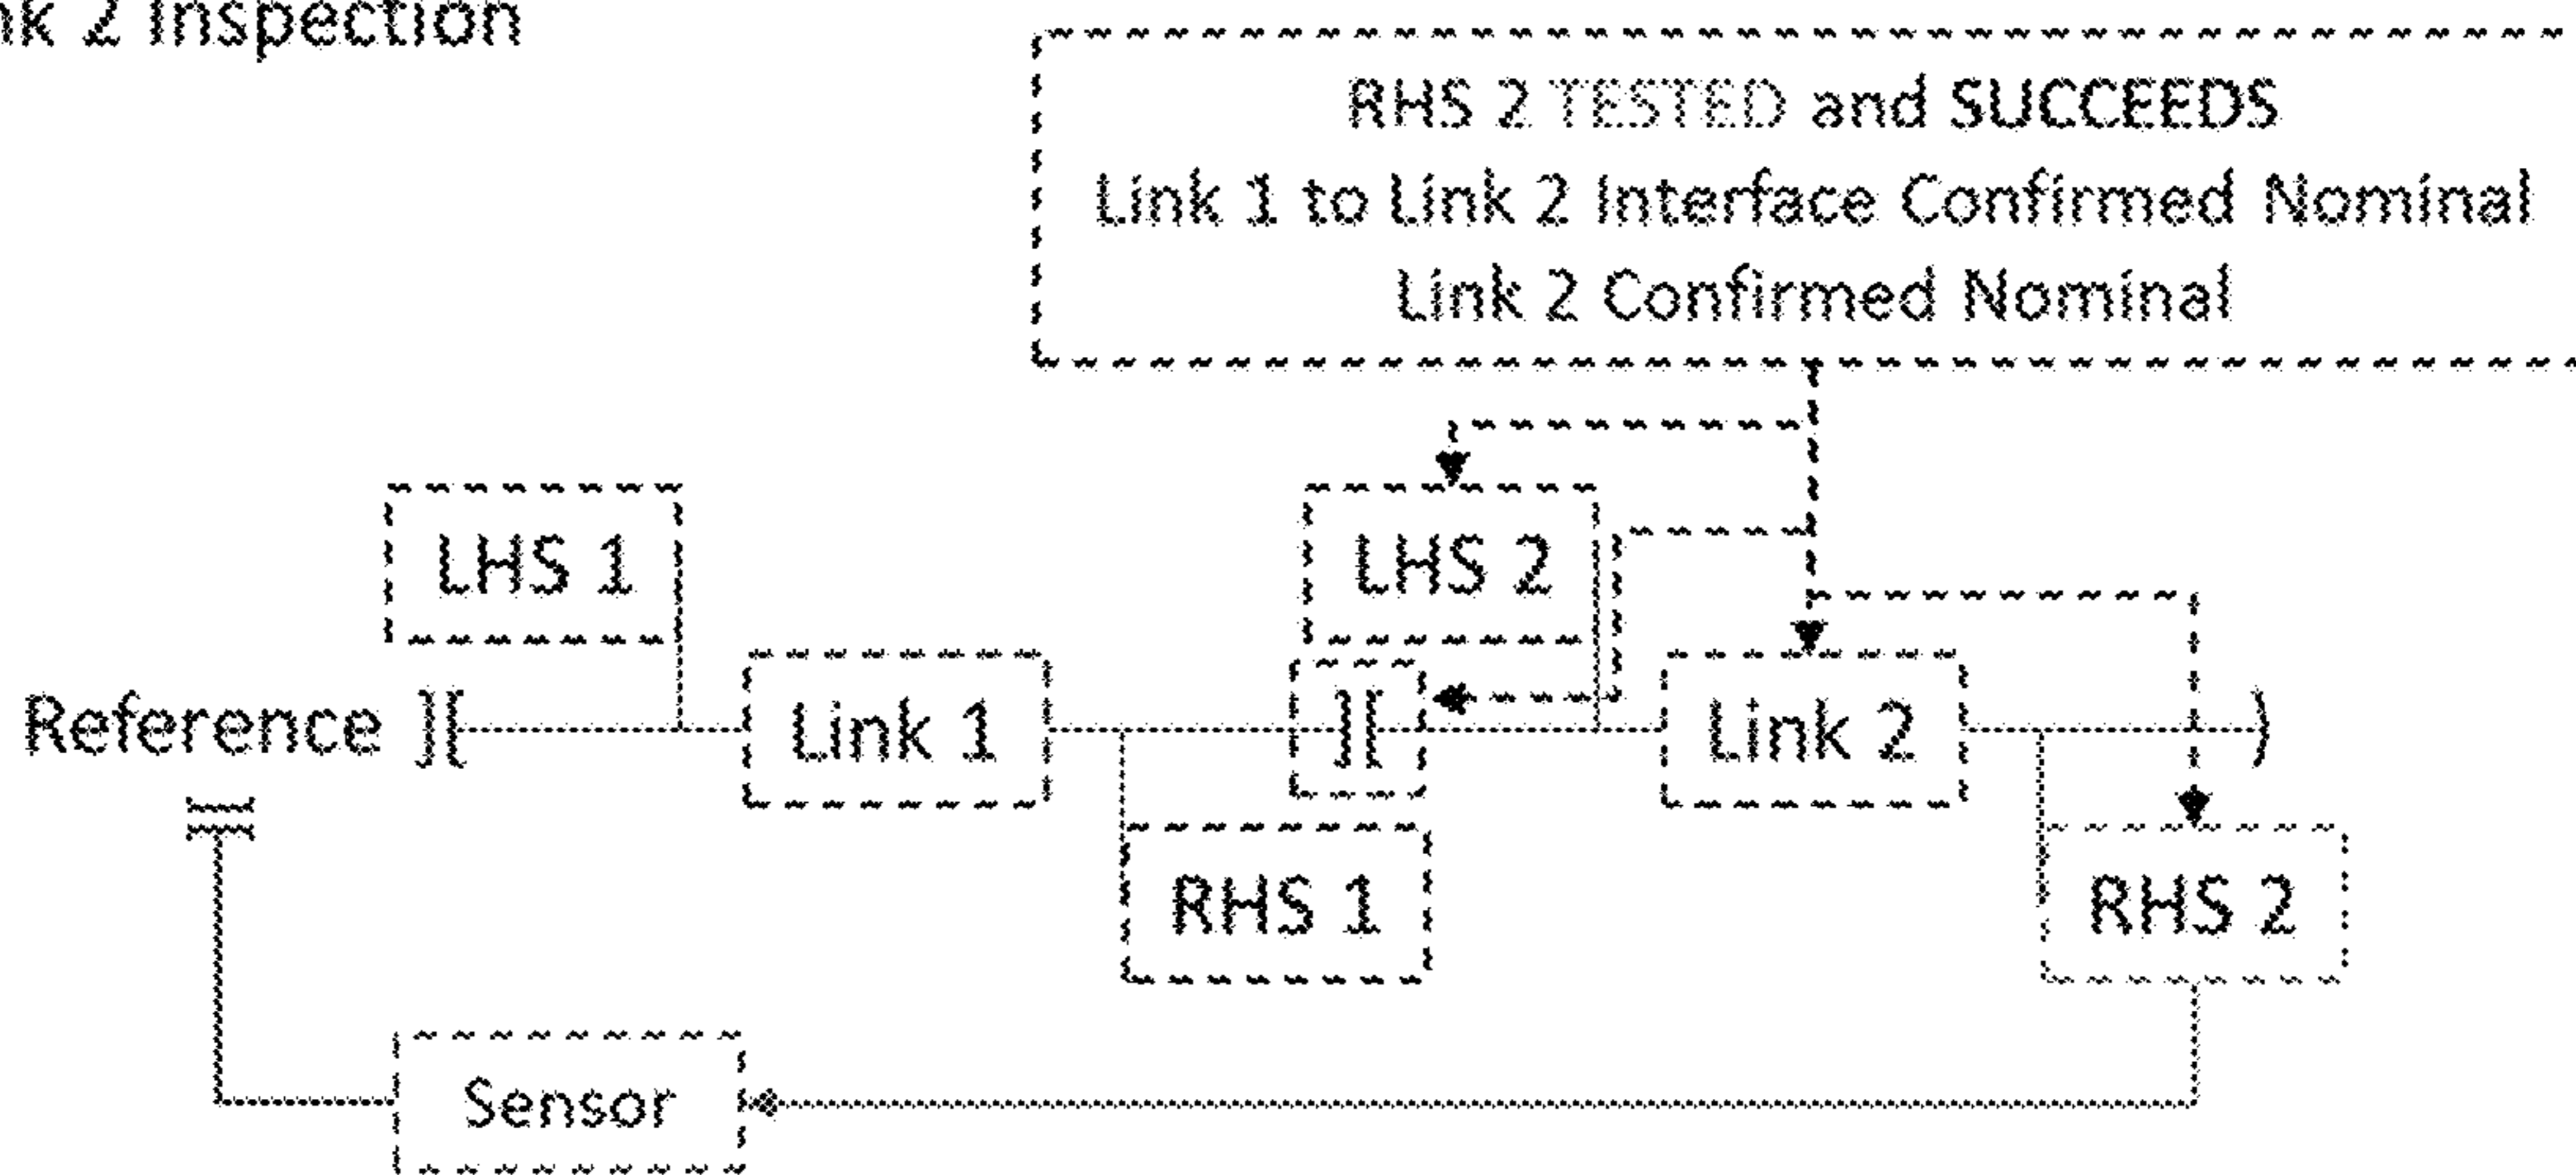 nk 2 Inspection
RHS 2 TESTED and SUCCEEDS
Link 1 to Link 2 Interface Confirmed Nominal
Link 2 Confirmed Nominal
LHS 1
LHS 2
Reference ][
Link 1
][
Link 2
)
RHS 1
RHS 2
Sensor